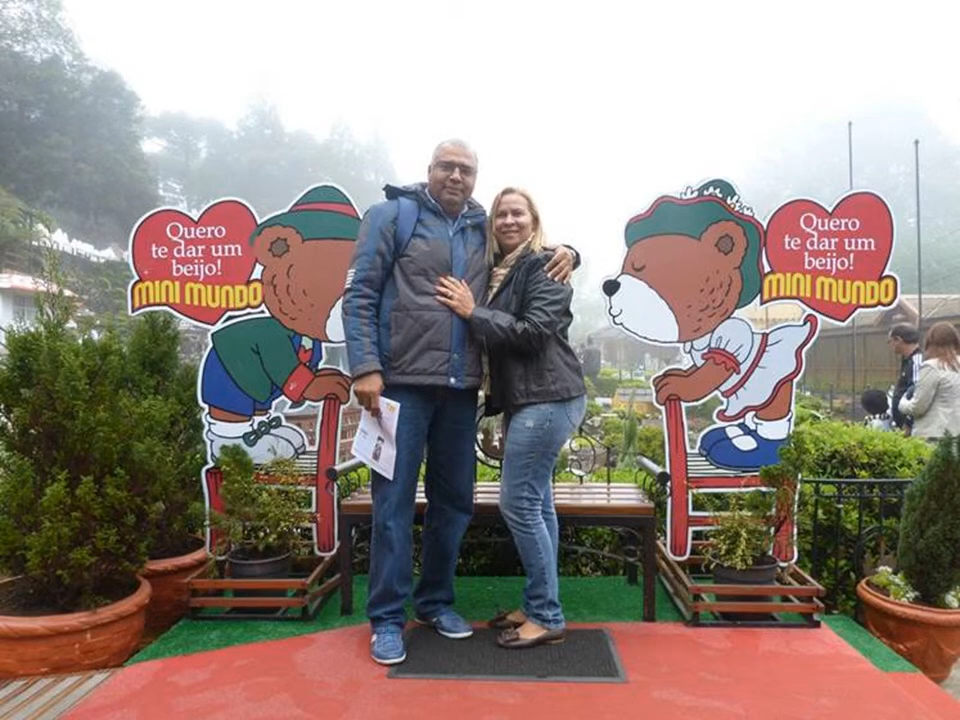 Quero
te dar um
beijo!
MINI MUNDO
Quero
te dar um
beijo!
MINI MUNDO